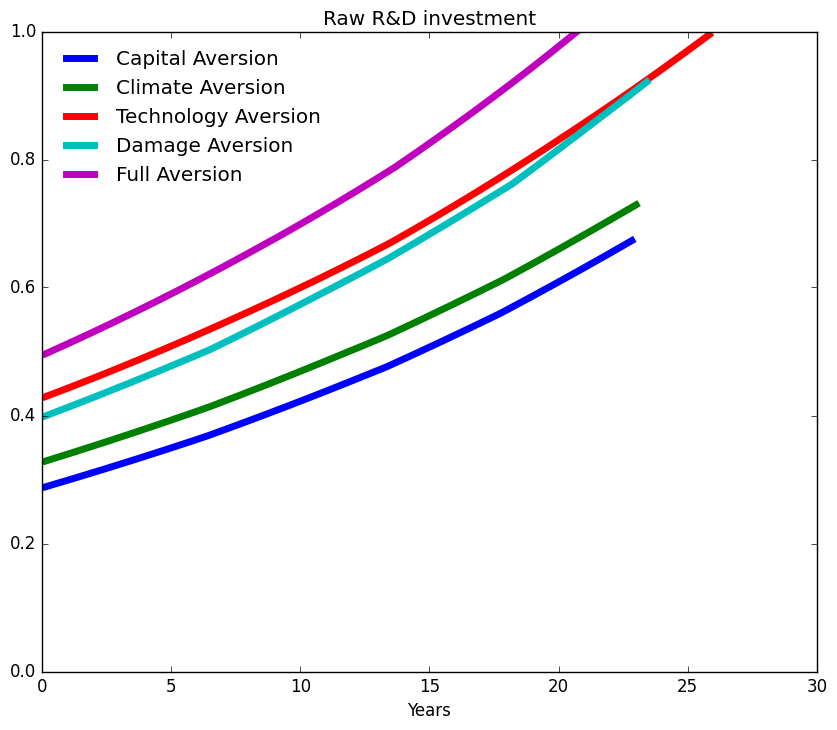 Raw R&D investment
1.0
0.8
0.6
0.4
0.2
0.0
Capital Aversion
Climate Aversion
Technology Aversion
Damage Aversion
Full Aversion
0 5 10 15 20 25 30
Years